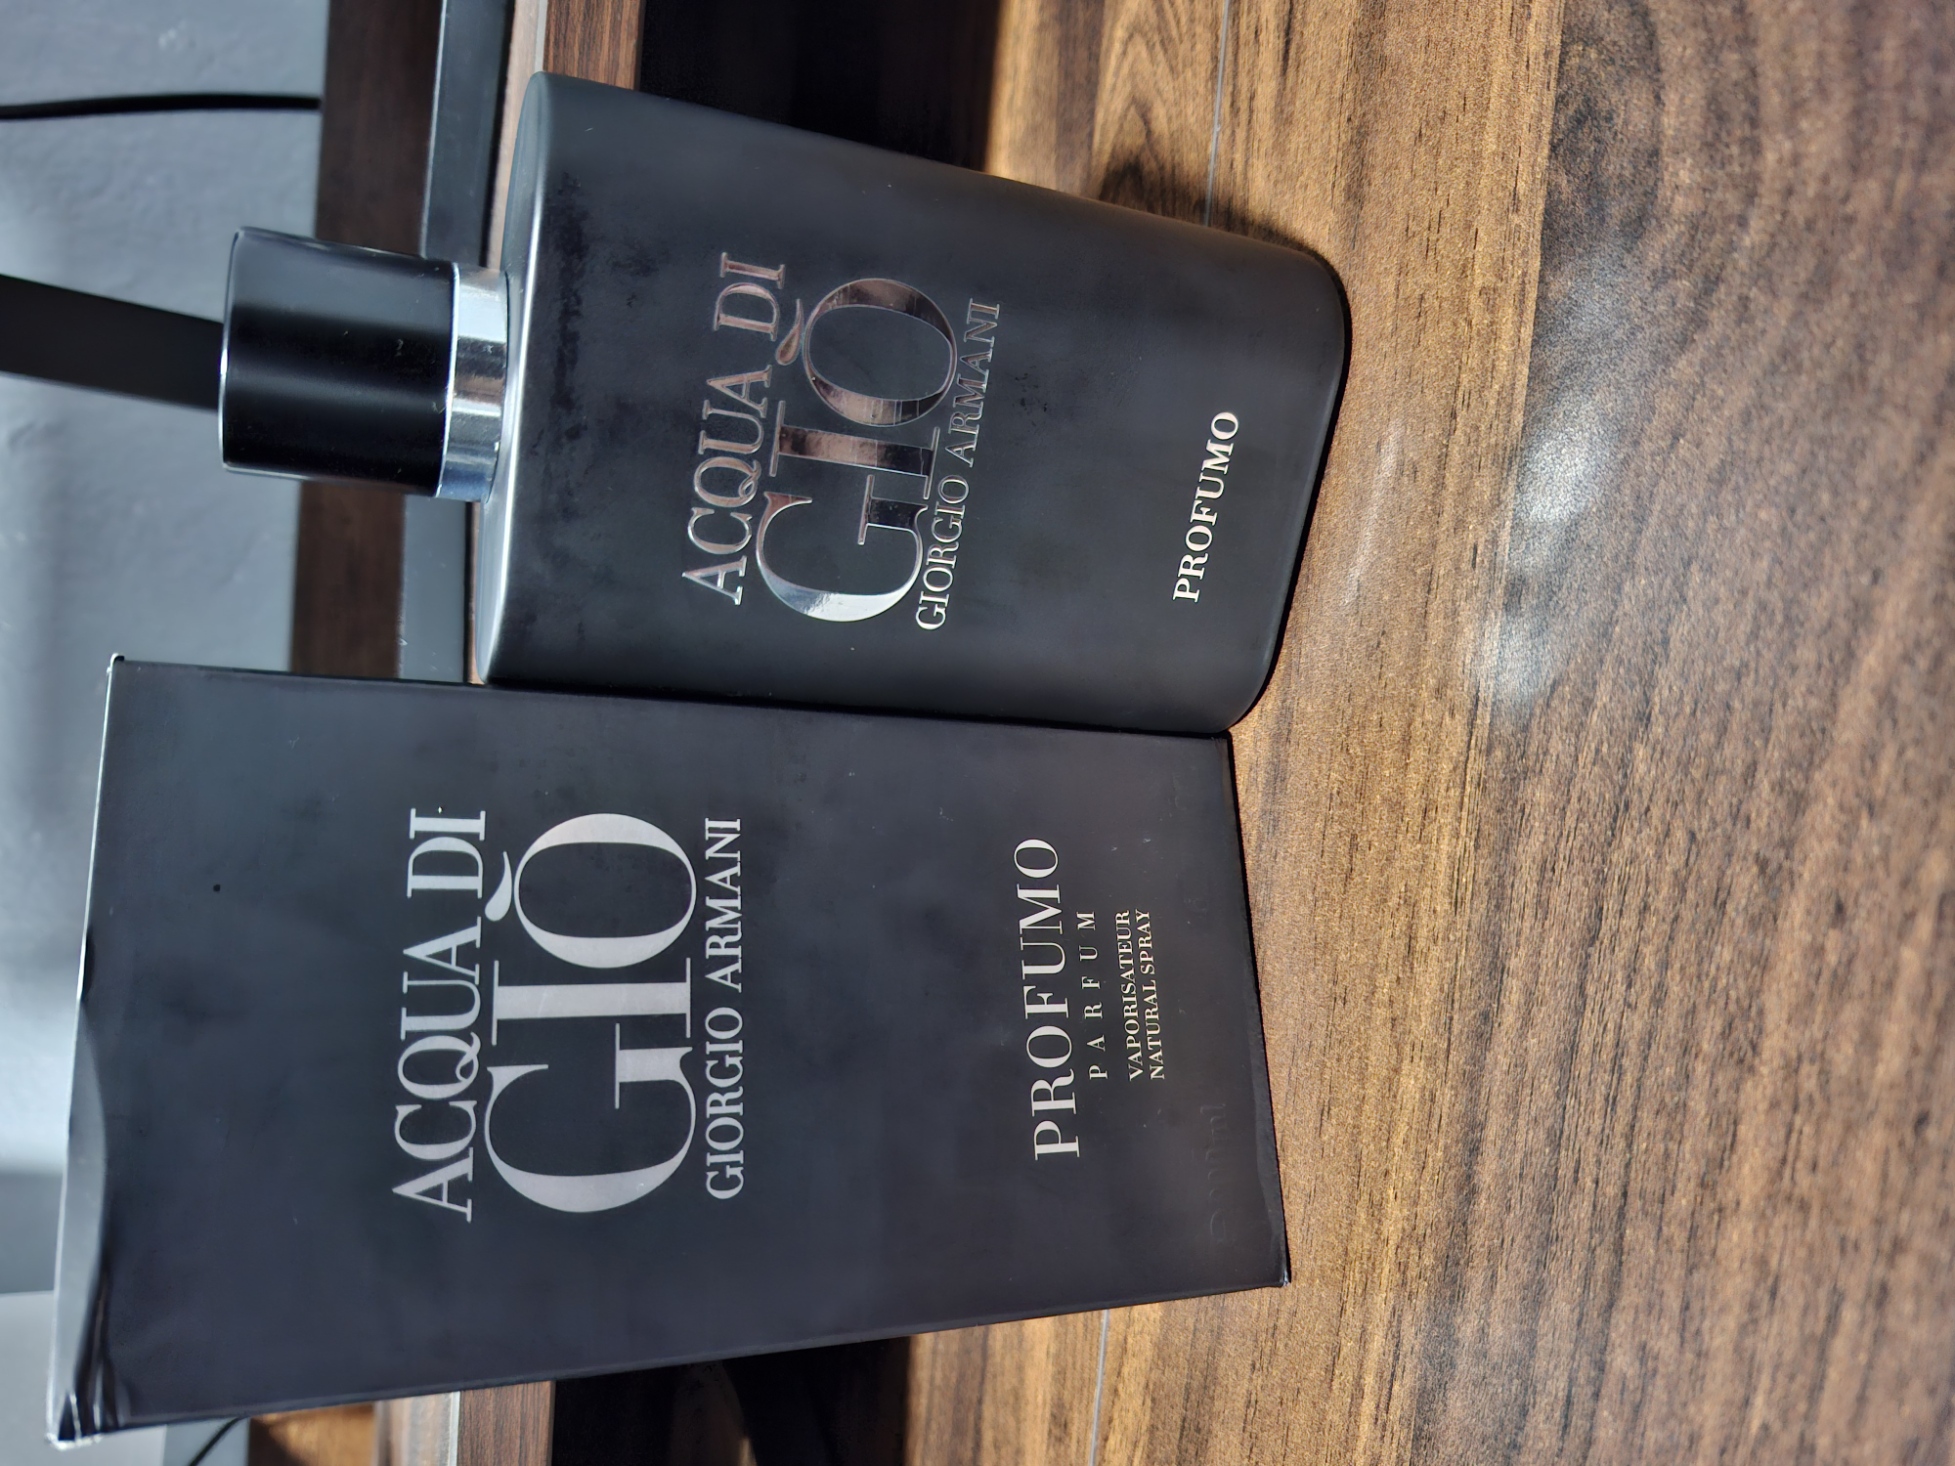 ACQUA DI
GIÒ
GIORGIO ARMANI
PROFUMO
PARFUM
VAPORISATEUR
NATURAL SPRAY
ACQUA DI
GIÒ
GIORGIO ARMANI
PROFUMO